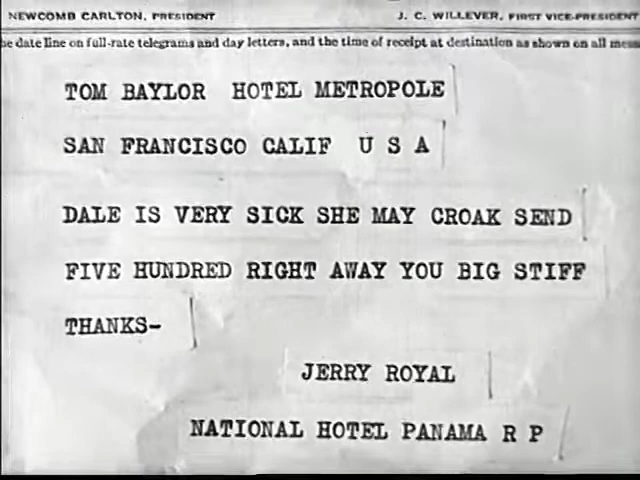 NEWCOMB CARLTON, PRESIDENT J. C. WILLEVER, FIRST VICE-PRESIDENT
date line on full-rate telegrams and day letters, and the time of receipt at destination as shown on all
TOM BAYLOR HOTEL METROPOLE
SAN FRANCISCO CALIF U S A
DALE IS VERY SICK SHE MAY CROAK SEND
FIVE HUNDRED RIGHT AWAY YOU BIG STIFF
THANKS-
JERRY ROYAL
NATIONAL HOTEL PANAMA R P